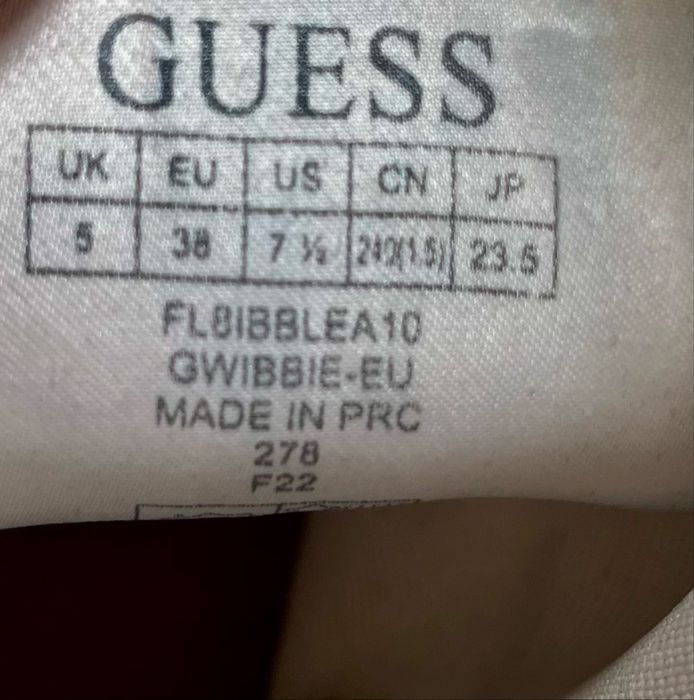 GUESS
UK EU US CN JP
5 38 7 ½ 240(1.5) 23.5
FL8IBBLEA10
GWIBBIE-EU
MADE IN PRC
278
F22